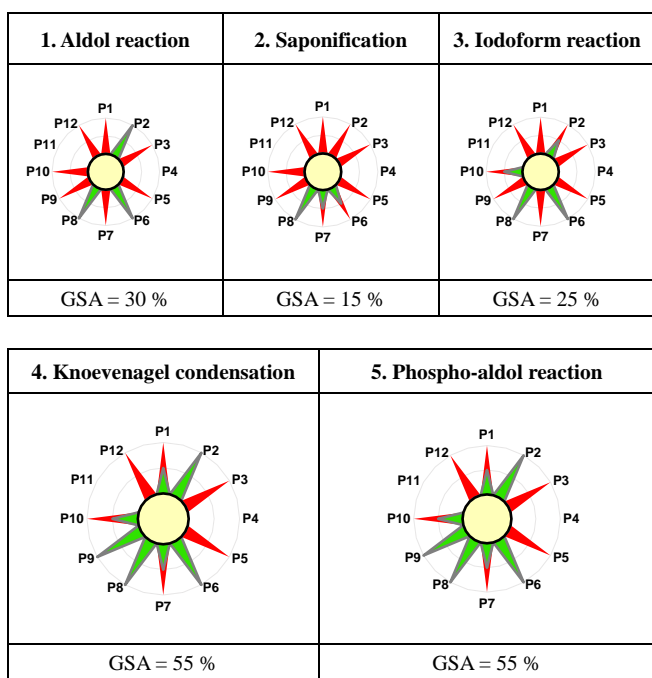 1. Aldol reaction
2. Saponification
3. Iodoform reaction
P1
P12 P2
P11 P3
P10 P4
P9 P5
P8 P6
P7
P1
P12 P2
P11 P3
P10 P4
P9 P5
P8 P6
P7
P1
P12 P2
P11 P3
P10 P4
P9 P5
P8 P6
P7
GSA = 30 %
GSA = 15 %
GSA = 25 %
4. Knoevenagel condensation
5. Phospho-aldol reaction
P1
P12 P2
P11 P3
P10 P4
P9 P5
P8 P6
P7
P1
P12 P2
P11 P3
P10 P4
P9 P5
P8 P6
P7
GSA = 55 %
GSA = 55 %